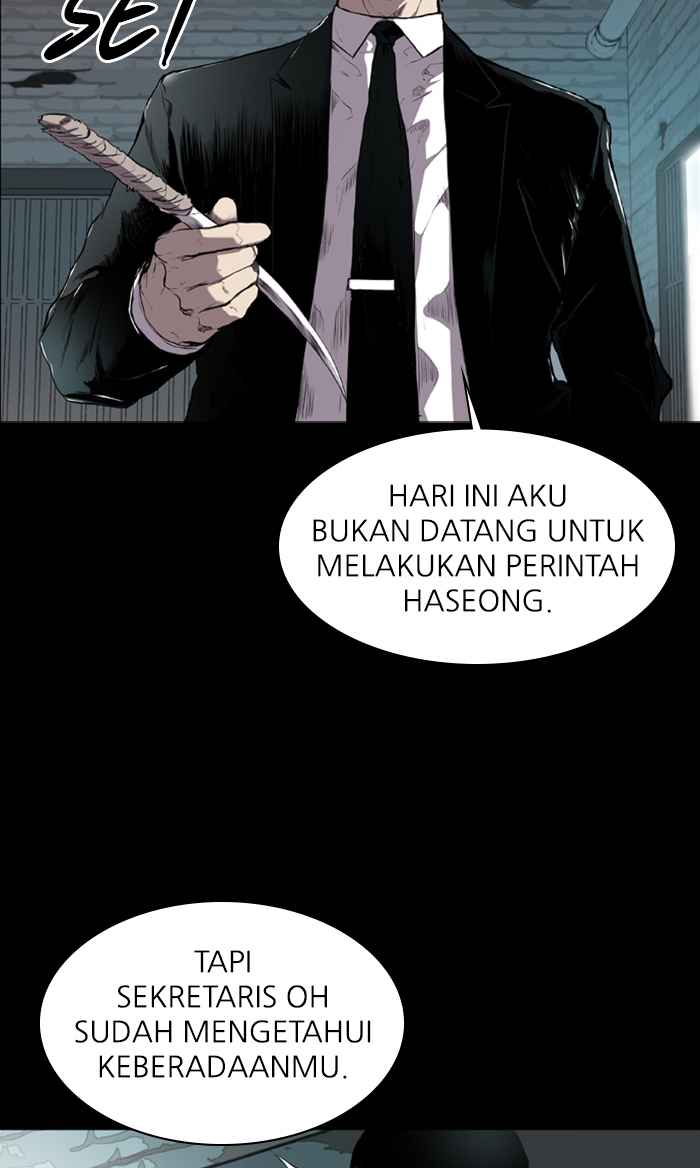 SET
HARI INI AKU
BUKAN DATANG UNTUK
MELAKUKAN PERINTAH
HASEONG.
TAPI
SEKRETARIS OH
SUDAH MENGETAHUI
KEBERADAANMU.